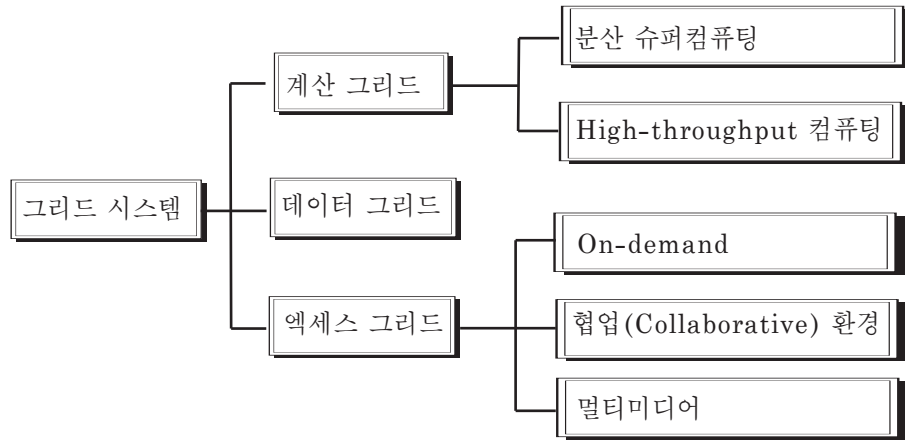 그리드 시스템
계산 그리드
분산 슈퍼컴퓨팅
High-throughput 컴퓨팅
데이터 그리드
엑세스 그리드
On-demand
협업(Collaborative) 환경
멀티미디어